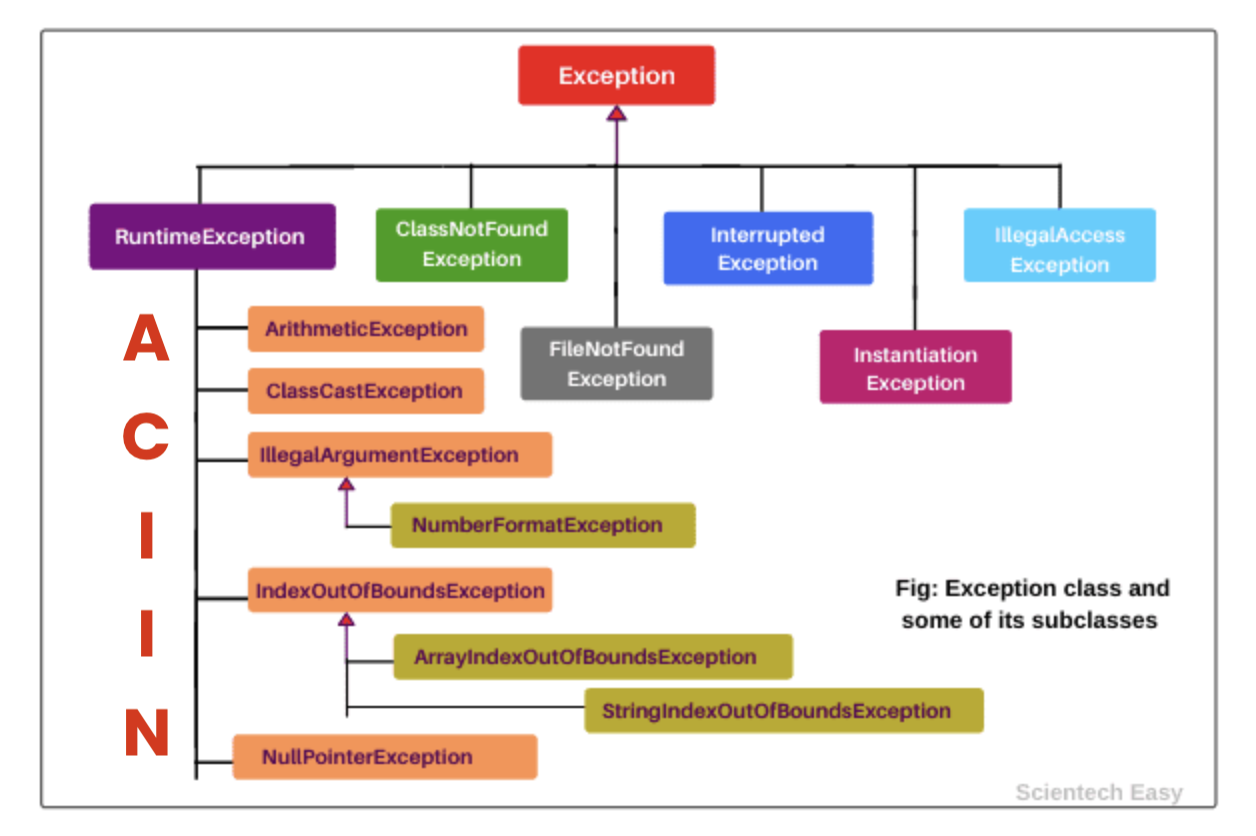 Exception
RuntimeException
ClassNotFound
Exception
Interrupted
Exception
IllegalAccess
Exception
FileNotFound
Exception
Instantiation
Exception
A
ArithmeticException
ClassCastException
C
IllegalArgumentException
I
NumberFormatException
IndexOutOfBoundsException
I
ArrayIndexOutOfBoundsException
StringIndexOutOfBoundsException
N
NullPointerException
Fig: Exception class and
some of its subclasses
Scientech Easy